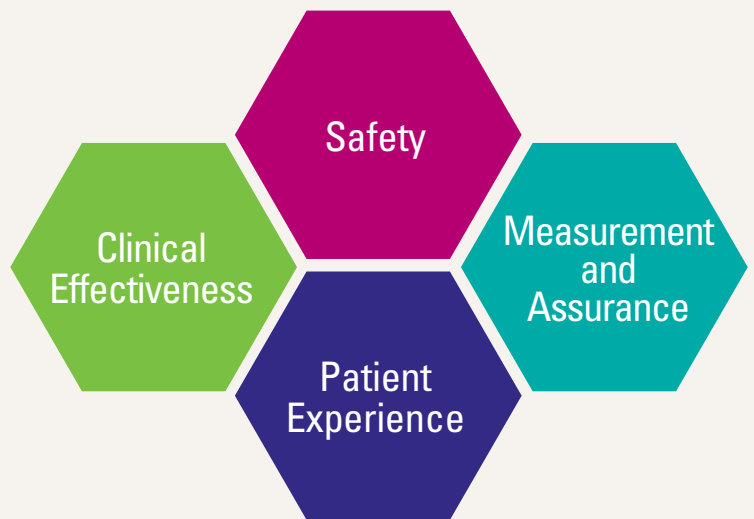 Safety
Clinical
Effectiveness
Measurement
and
Assurance
Patient
Experience